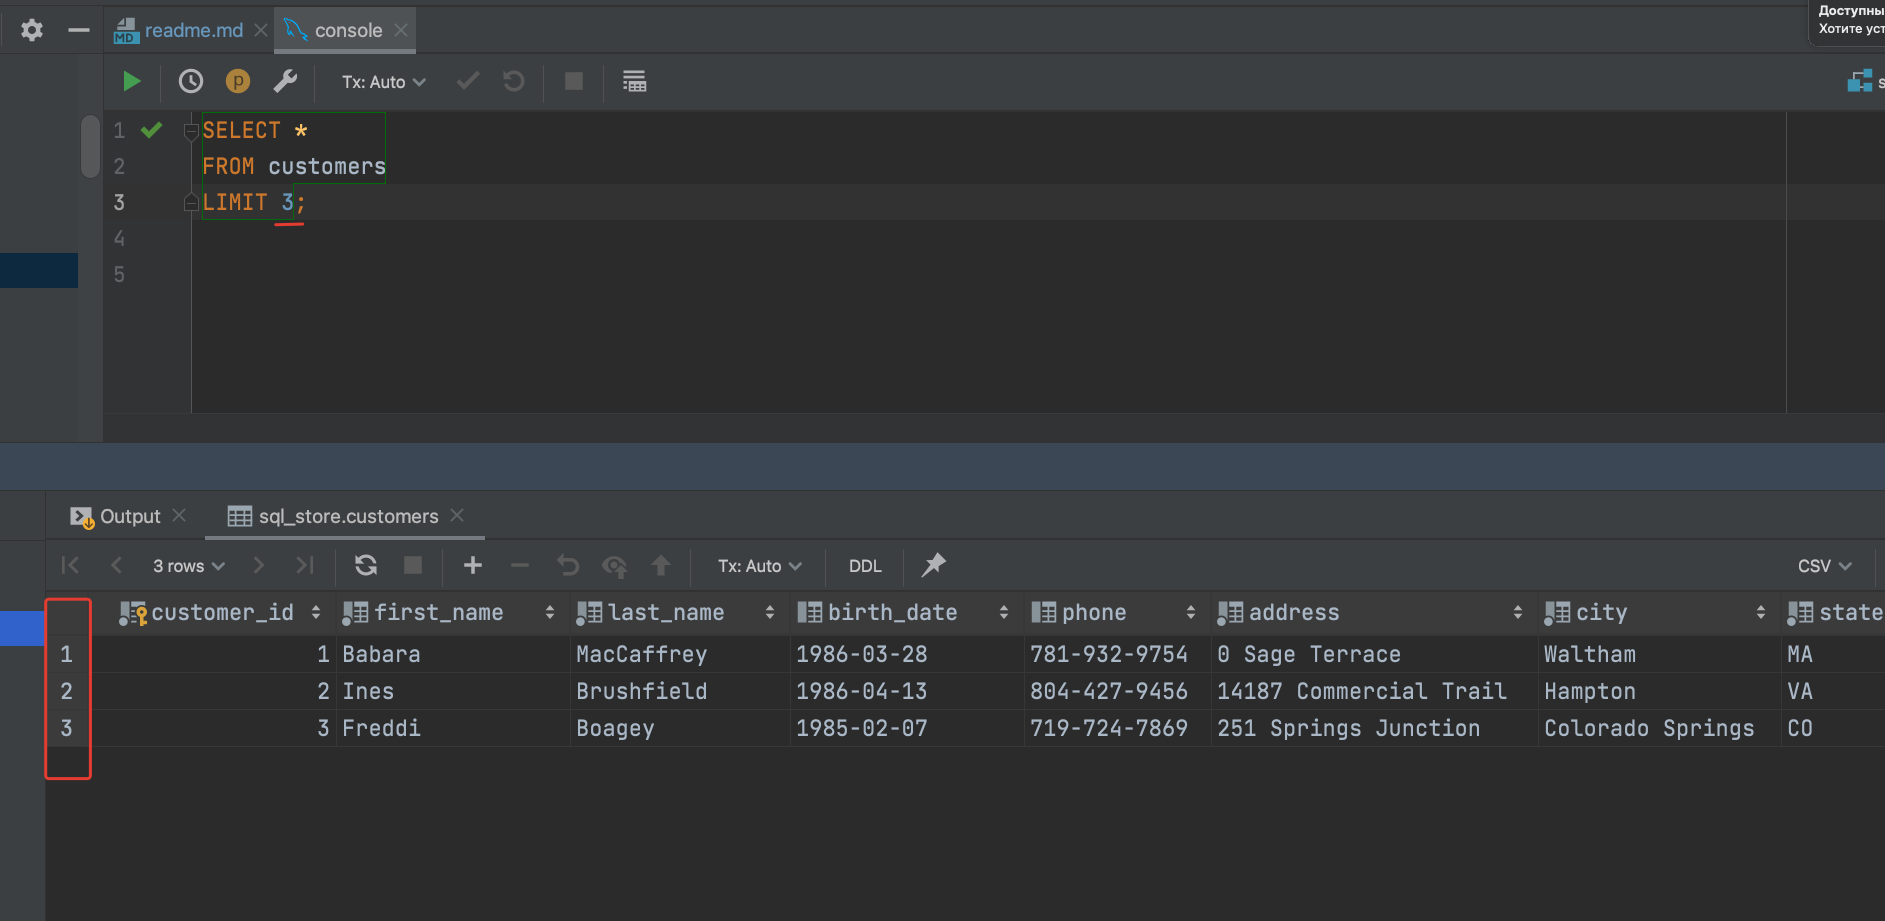 Доступны
Хотите уст
MD readme.md console
p Tx: Auto s
1 SELECT *
2 FROM customers
3 LIMIT 3;
4
5
Output sql_store.customers
3 rows Tx: Auto DDL CSV
customer_id first_name last_name birth_date phone address city state
1 1 Babara MacCaffrey 1986-03-28 781-932-9754 0 Sage Terrace Waltham MA
2 2 Ines Brushfield 1986-04-13 804-427-9456 14187 Commercial Trail Hampton VA
3 3 Freddi Boagey 1985-02-07 719-724-7869 251 Springs Junction Colorado Springs CO